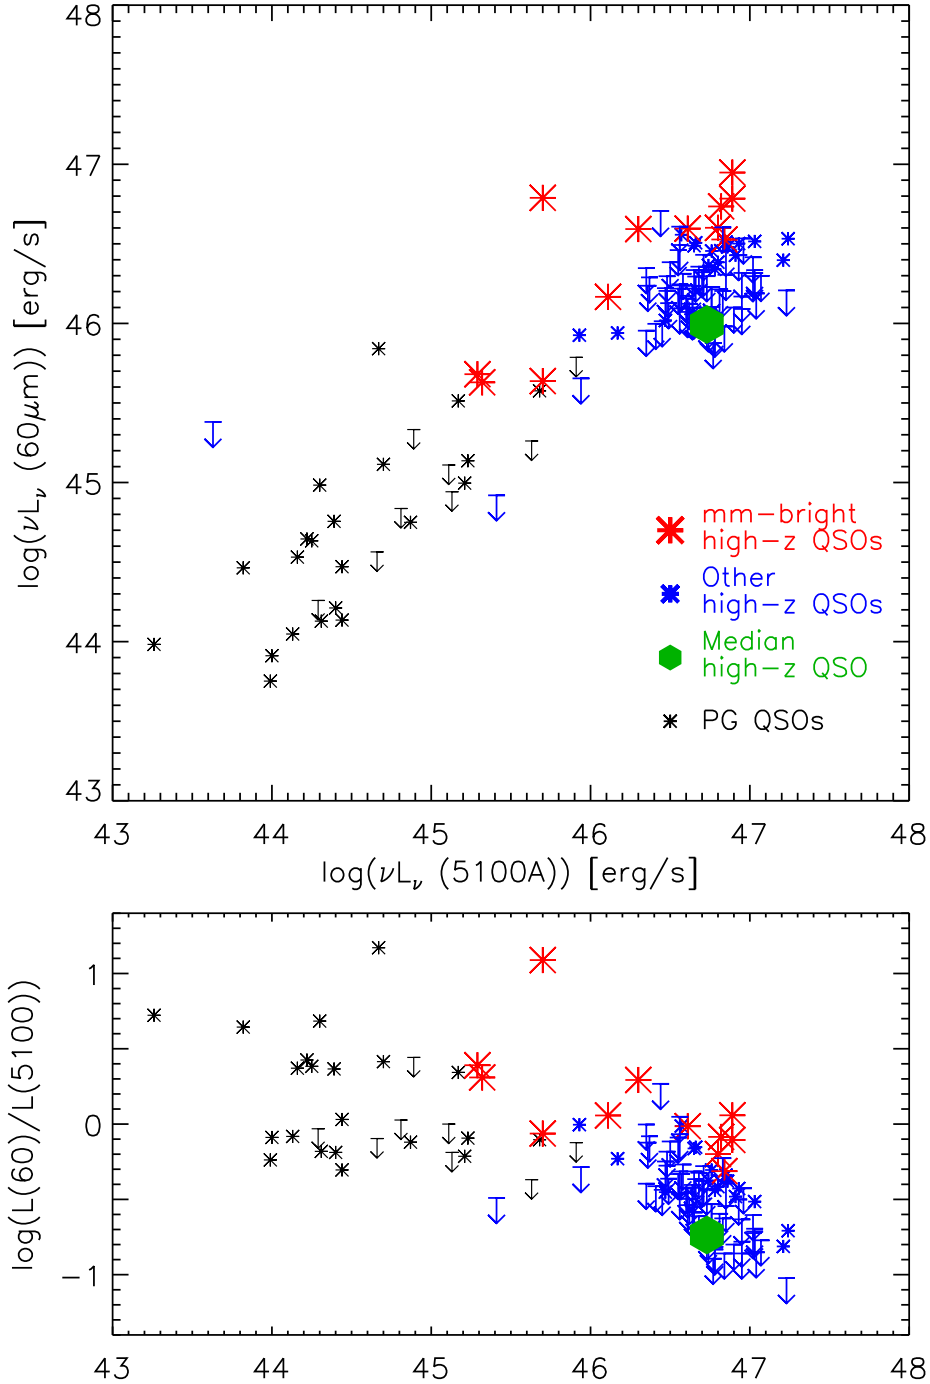 48
47
46
45
44
43
log(νLν (60μm)) [erg/s]
mm-bright
high-z QSOs
Other
high-z QSOs
Median
high-z QSO
PG QSOs
43 44 45 46 47 48
log(νLν (5100A)) [erg/s]
1
0
-1
log(L(60)/L(5100))
43 44 45 46 47 48